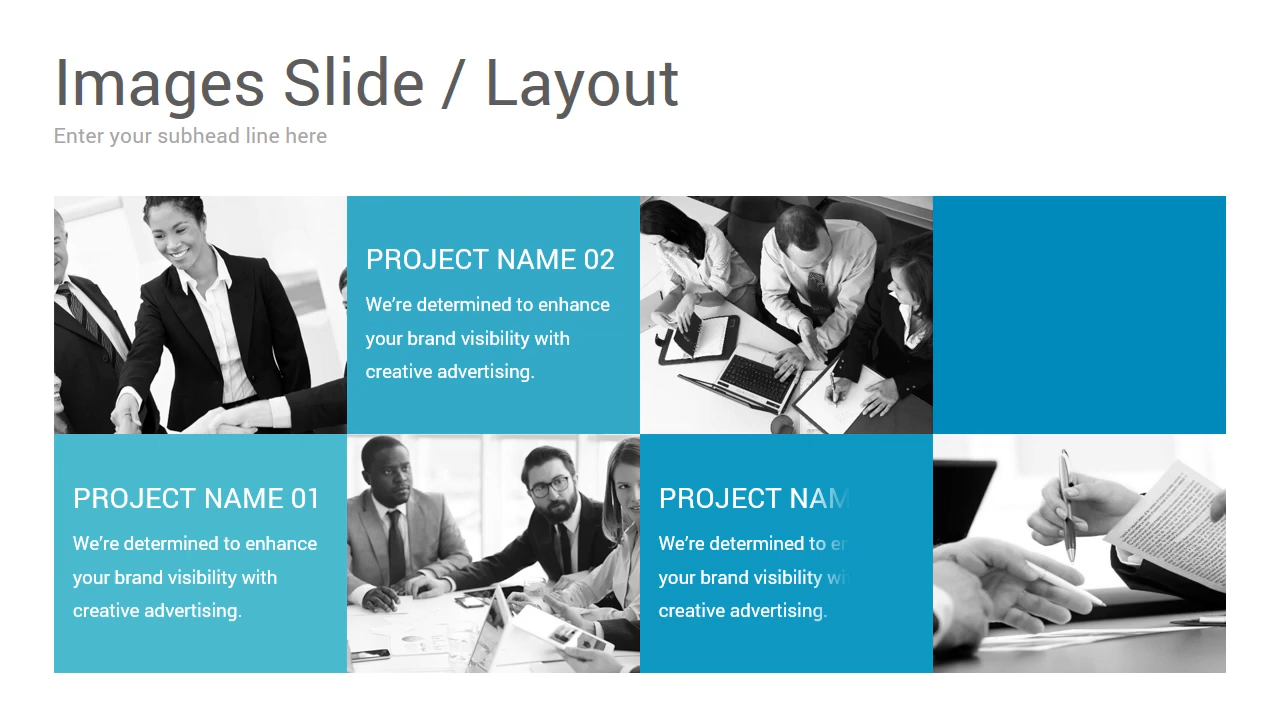 Images Slide / Layout
Enter your subhead line here
PROJECT NAME 02
We’re determined to enhance
your brand visibility with
creative advertising.
PROJECT NAME 01
We’re determined to enhance
your brand visibility with
creative advertising.
PROJECT NAM
We’re determined to en
your brand visibility wi
creative advertising.